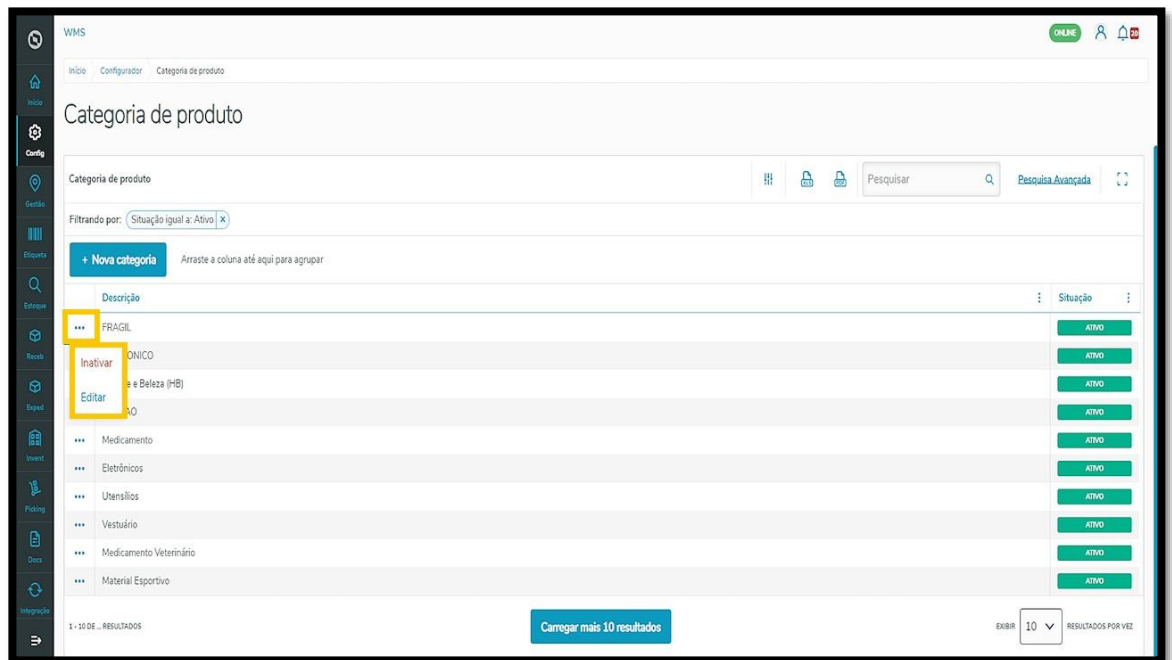 WMS
ONLINE
20
Início
Configurador
Categoria de produto
Início
Categoria de produto
Config
Categoria de produto
XLS
PDF
Pesquisar
Pesquisa Avançada
Gestão
Filtrando por: Situação igual a: Ativo x
Etiqueta
+ Nova categoria
Arraste a coluna até aqui para agrupar
Estoque
Descrição
Situação
FRAGIL
ATIVO
Receb
Inativar
ONICO
ATIVO
e e Beleza (HB)
ATIVO
Editar
Exped
AO
ATIVO
Medicamento
ATIVO
Invent
Eletrônicos
ATIVO
Utensílios
ATIVO
Picking
Vestuário
ATIVO
Medicamento Veterinário
ATIVO
Docs
Material Esportivo
ATIVO
Integração
1 - 10 DE ... RESULTADOS
Carregar mais 10 resultados
EXIBIR 10 RESULTADOS POR VEZ